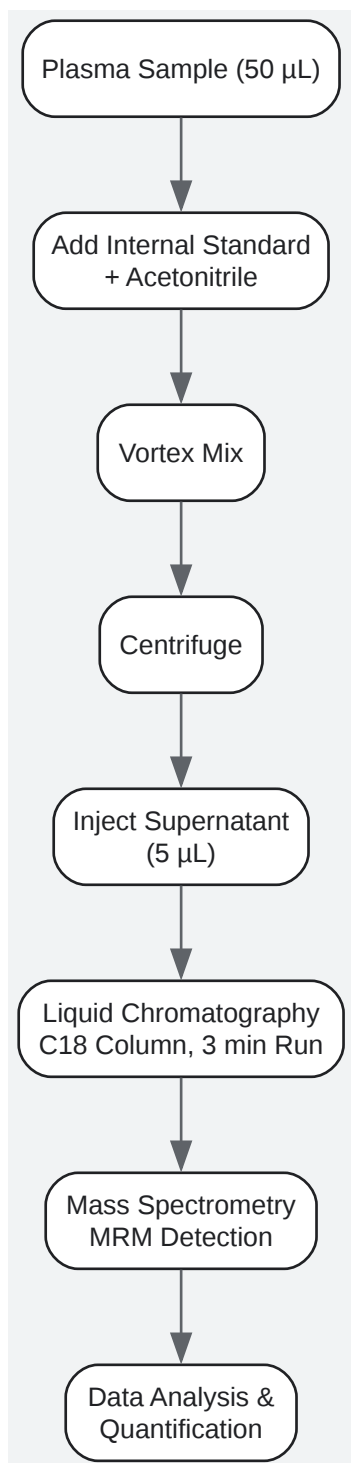 Plasma Sample (50 µL)
Add Internal Standard
+ Acetonitrile
Vortex Mix
Centrifuge
Inject Supernatant
(5 µL)
Liquid Chromatography
C18 Column, 3 min Run
Mass Spectrometry
MRM Detection
Data Analysis &
Quantification